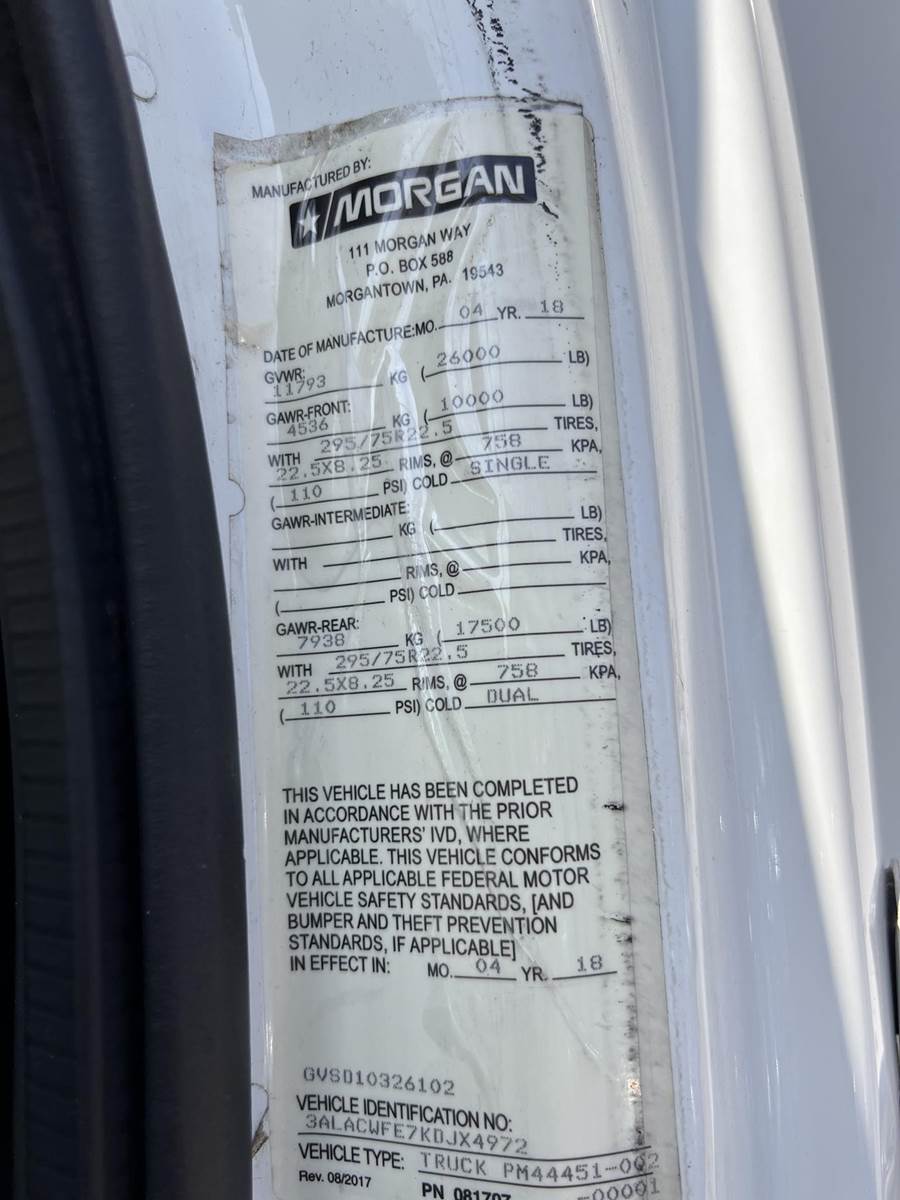 MANUFACTURED BY:
MORGAN
111 MORGAN WAY
P.O. BOX 588
MORGANTOWN, PA. 19543
DATE OF MANUFACTURE:MO. 04 YR. 18
GVWR: 11793 KG ( 26000 LB)
GAWR-FRONT: 4536 KG ( 10000 LB)
WITH 295/75R22.5 TIRES,
22.5X8.25 RIMS, @ 758 KPA,
( 110 PSI) COLD SINGLE
GAWR-INTERMEDIATE:
KG ( LB)
WITH TIRES,
RIMS, @ KPA,
( PSI) COLD
GAWR-REAR: 7938 KG ( 17500 LB)
WITH 295/75R22.5 TIRES,
22.5X8.25 RIMS, @ 758 KPA,
( 110 PSI) COLD DUAL
THIS VEHICLE HAS BEEN COMPLETED
IN ACCORDANCE WITH THE PRIOR
MANUFACTURERS' IVD, WHERE
APPLICABLE. THIS VEHICLE CONFORMS
TO ALL APPLICABLE FEDERAL MOTOR
VEHICLE SAFETY STANDARDS, [AND
BUMPER AND THEFT PREVENTION
STANDARDS, IF APPLICABLE]
IN EFFECT IN: MO. 04 YR. 18
GVSD10326102
VEHICLE IDENTIFICATION NO:
3ALACWFE7KDJX4972
VEHICLE TYPE: TRUCK PM44451-002
Rev. 08/2017 PN 081707 -00001